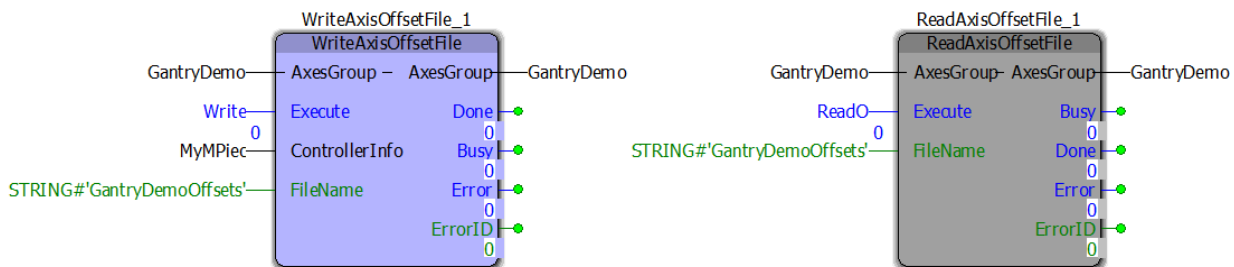 WriteAxisOffsetFile_1
WriteAxisOffsetFile
GantryDemo AxesGroup – AxesGroup GantryDemo
Write Execute Done
0 0
MyMPiec ControllerInfo Busy
0
STRING#'GantryDemoOffsets' FileName Error
0
ErrorID
0
ReadAxisOffsetFile_1
ReadAxisOffsetFile
GantryDemo AxesGroup – AxesGroup GantryDemo
ReadO Execute Busy
0 0
STRING#'GantryDemoOffsets' FileName Done
0
Error
0
ErrorID
0